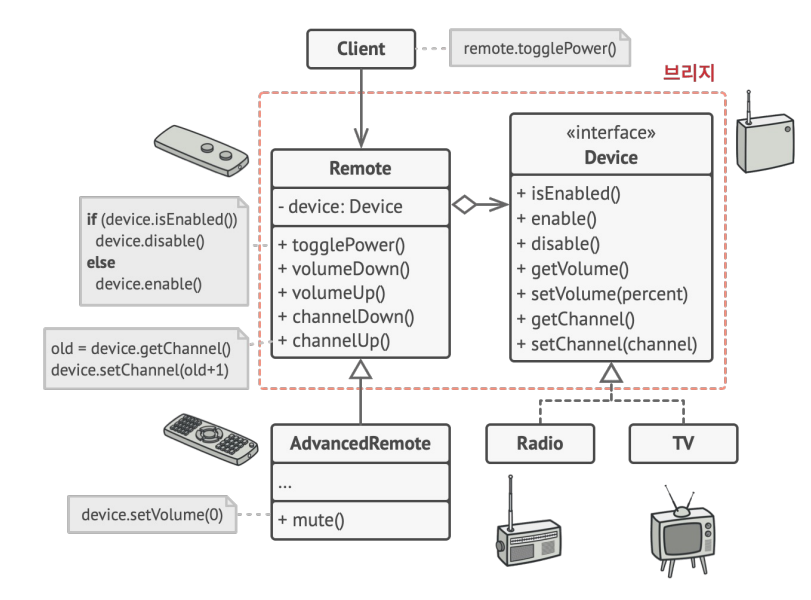 Client
remote.togglePower()
브리지
Remote
- device: Device
+ togglePower()
+ volumeDown()
+ volumeUp()
+ channelDown()
+ channelUp()
«interface»
Device
+ isEnabled()
+ enable()
+ disable()
+ getVolume()
+ setVolume(percent)
+ getChannel()
+ setChannel(channel)
if (device.isEnabled())
device.disable()
else
device.enable()
old = device.getChannel()
device.setChannel(old+1)
AdvancedRemote
...
+ mute()
device.setVolume(0)
Radio
TV